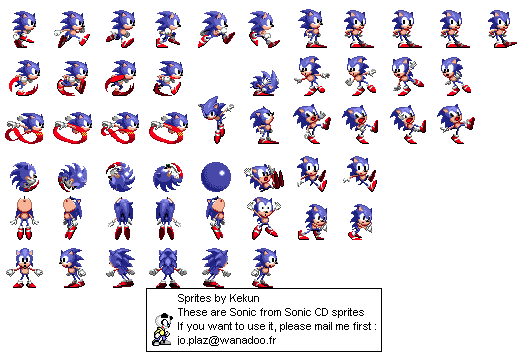 Sprites by Kekun
These are Sonic from Sonic CD sprites
If you want to use it, please mail me first :
jo.plaz@wanadoo.fr